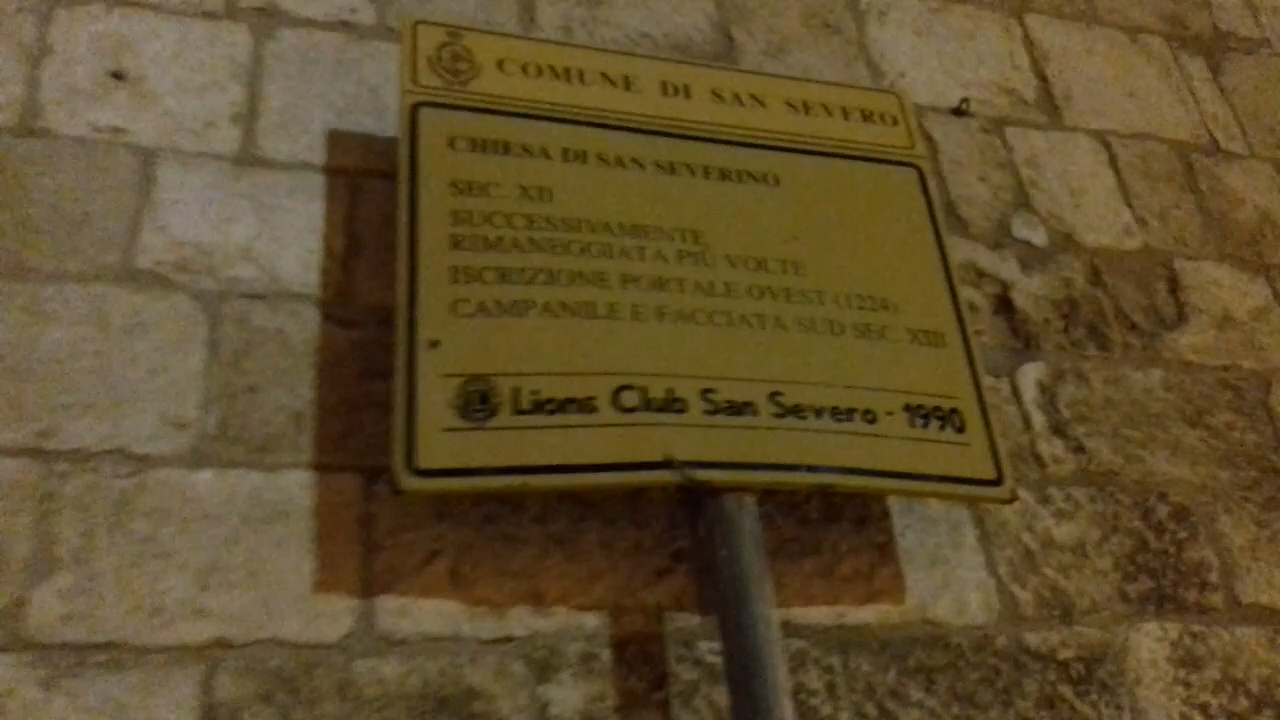 COMUNE DI SAN SEVERO
CHIESA DI SAN SEVERINO
SEC. XII
SUCCESSIVAMENTE
RIMANEGGIATA PIÙ VOLTE
ISCRIZIONE PORTALE OVEST (1224)
CAMPANILE E FACCIATA SUD SEC. XIII
Lions Club San Severo - 1990